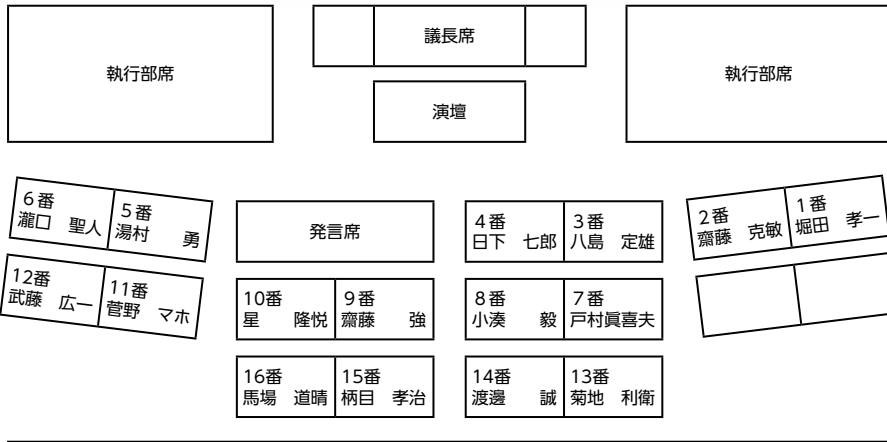 議長席
執行部席
執行部席
演壇
6番
瀧口　聖人
5番
湯村　　勇
発言席
4番
日下　七郎
3番
八島　定雄
2番
齋藤　克敏
1番
堀田　孝一
12番
武藤　広一
11番
菅野　マホ
10番
星　　隆悦
9番
齋藤　　強
8番
小湊　　毅
7番
戸村眞喜夫
16番
馬場　道晴
15番
柄目　孝治
14番
渡邊　　誠
13番
菊地　利衛